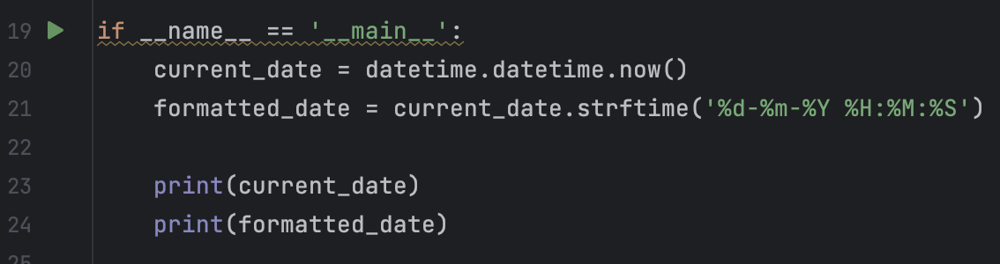 19 if __name__ == '__main__':
20 current_date = datetime.datetime.now()
21 formatted_date = current_date.strftime('%d-%m-%Y %H:%M:%S')
22
23 print(current_date)
24 print(formatted_date)
25